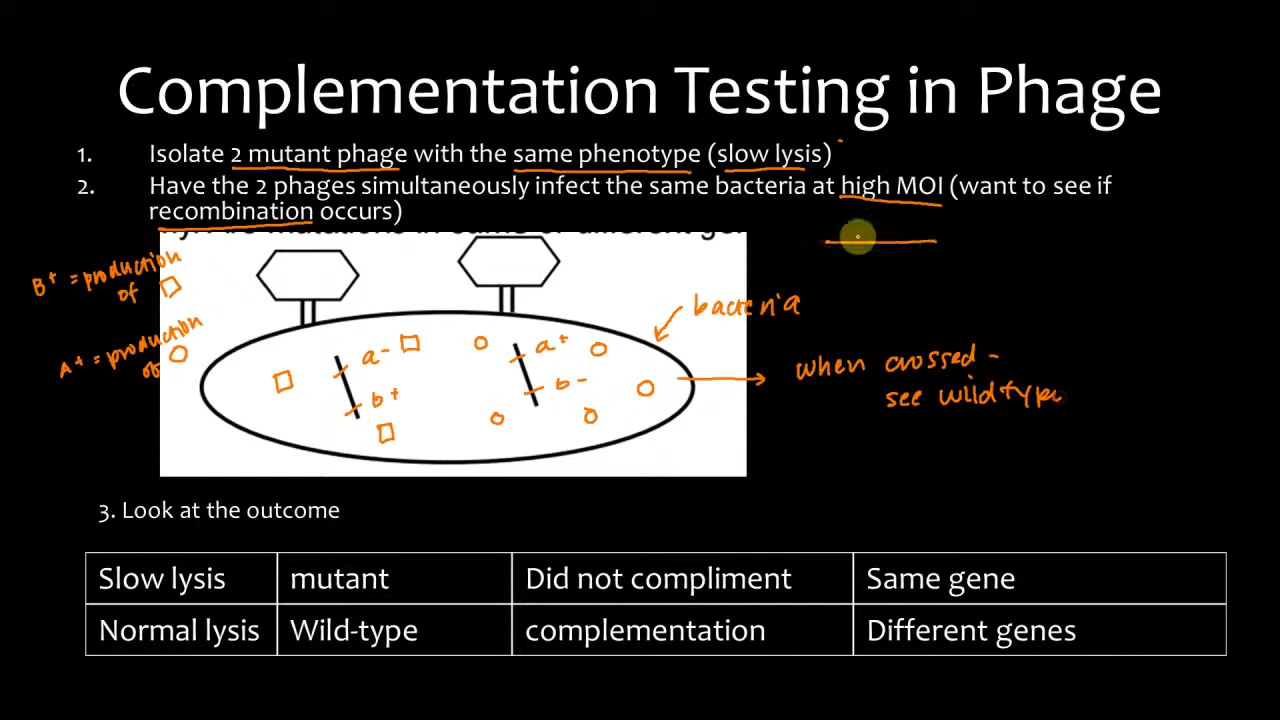 Complementation Testing in Phage
1. Isolate 2 mutant phage with the same phenotype (slow lysis)
2. Have the 2 phages simultaneously infect the same bacteria at high MOI (want to see if
recombination occurs)
B+ = production
of □
A+ = production
of ○
a-
b+
a+
b-
bacteria
when crossed -
see wildtype
3. Look at the outcome
Slow lysis mutant Did not compliment Same gene
Normal lysis Wild-type complementation Different genes